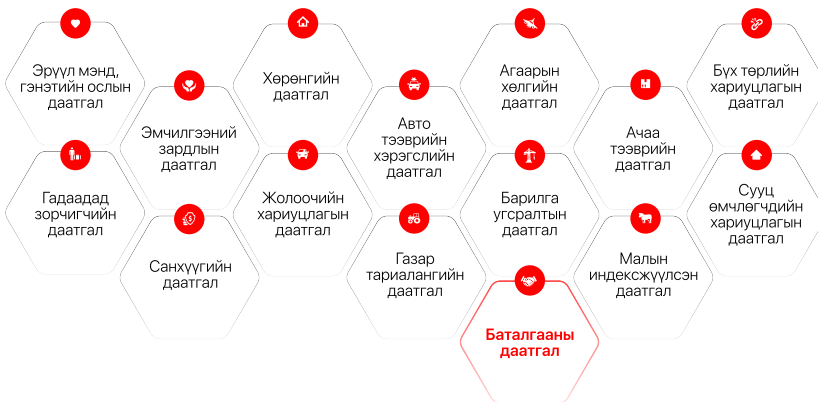 Эрүүл мэнд,
гэнэтийн ослын
даатгал
Хөрөнгийн
даатгал
Агаарын
хөлгийн
даатгал
Бүх төрлийн
хариуцлагын
даатгал
Эмчилгээний
зардлын
даатгал
Авто
тээврийн
хэрэгслийн
даатгал
Ачаа
тээврийн
даатгал
Гадаадад
зорчигчийн
даатгал
Жолоочийн
хариуцлагын
даатгал
Барилга
угсралтын
даатгал
Сууц
өмчлөгчдийн
хариуцлагын
даатгал
Санхүүгийн
даатгал
Газар
тариалангийн
даатгал
Малын
индексжүүлсэн
даатгал
Баталгааны
даатгал